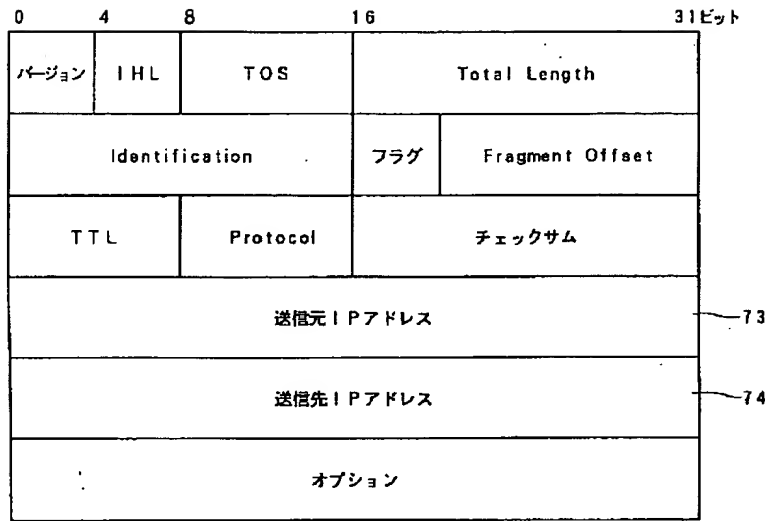 0 4 8 16 31ビット
バージョン IHL TOS Total Length
Identification フラグ Fragment Offset
TTL Protocol チェックサム
送信元IPアドレス 73
送信先IPアドレス 74
オプション